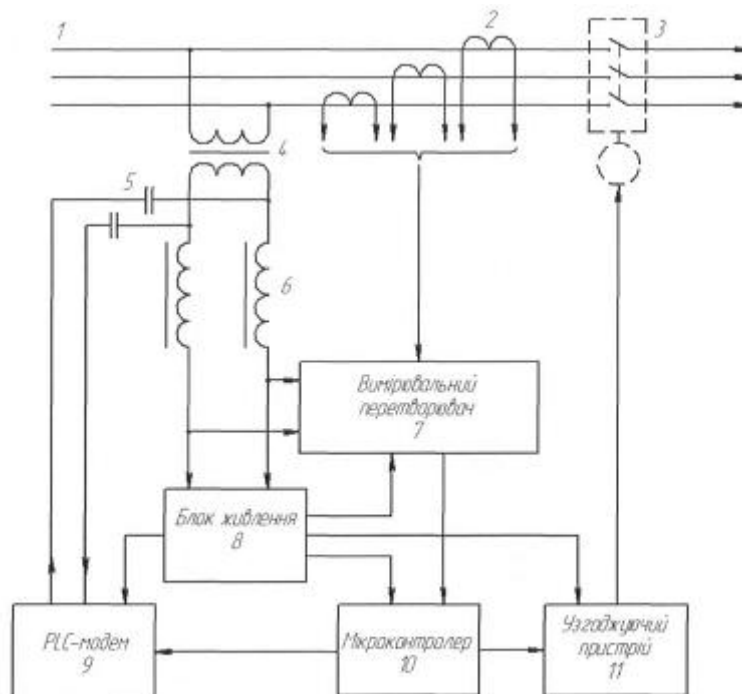 1
2
3
4
5
6
Вимірювальний
перетворювач
7
Блок живлення
8
PLC-модем
9
Мікроконтролер
10
Узгоджуючий
пристрій
11